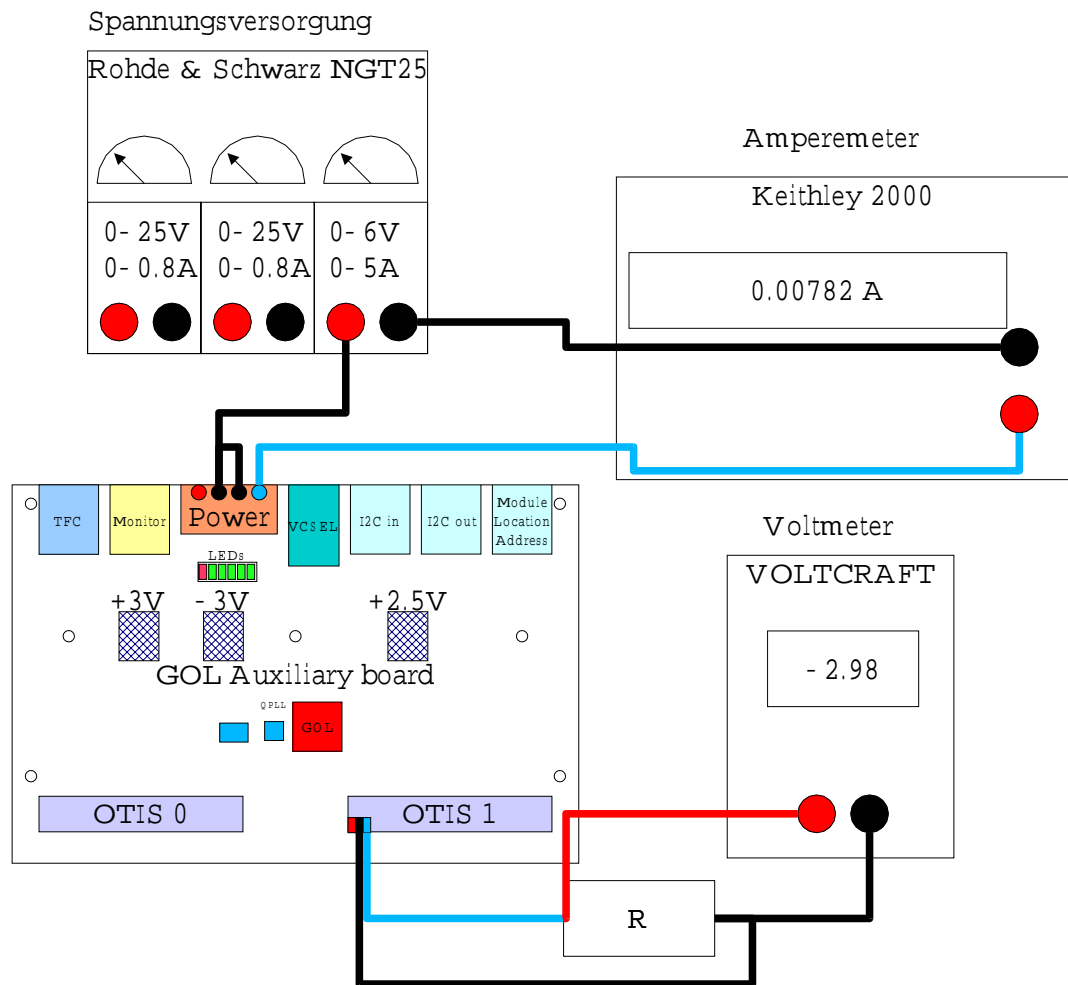 Spannungsversorgung
Rohde & Schwarz NGT25
0- 25V
0- 0.8A
0- 25V
0- 0.8A
0- 6V
0- 5A
Amperemeter
Keithley 2000
0.00782 A
TFC
Monitor
Power
VCSEL
I2C in
I2C out
Module
Location
Address
LEDs
+3V
- 3V
+2.5V
GOL Auxiliary board
QPLL
GOL
OTIS 0
OTIS 1
Voltmeter
VOLTCRAFT
- 2.98
R